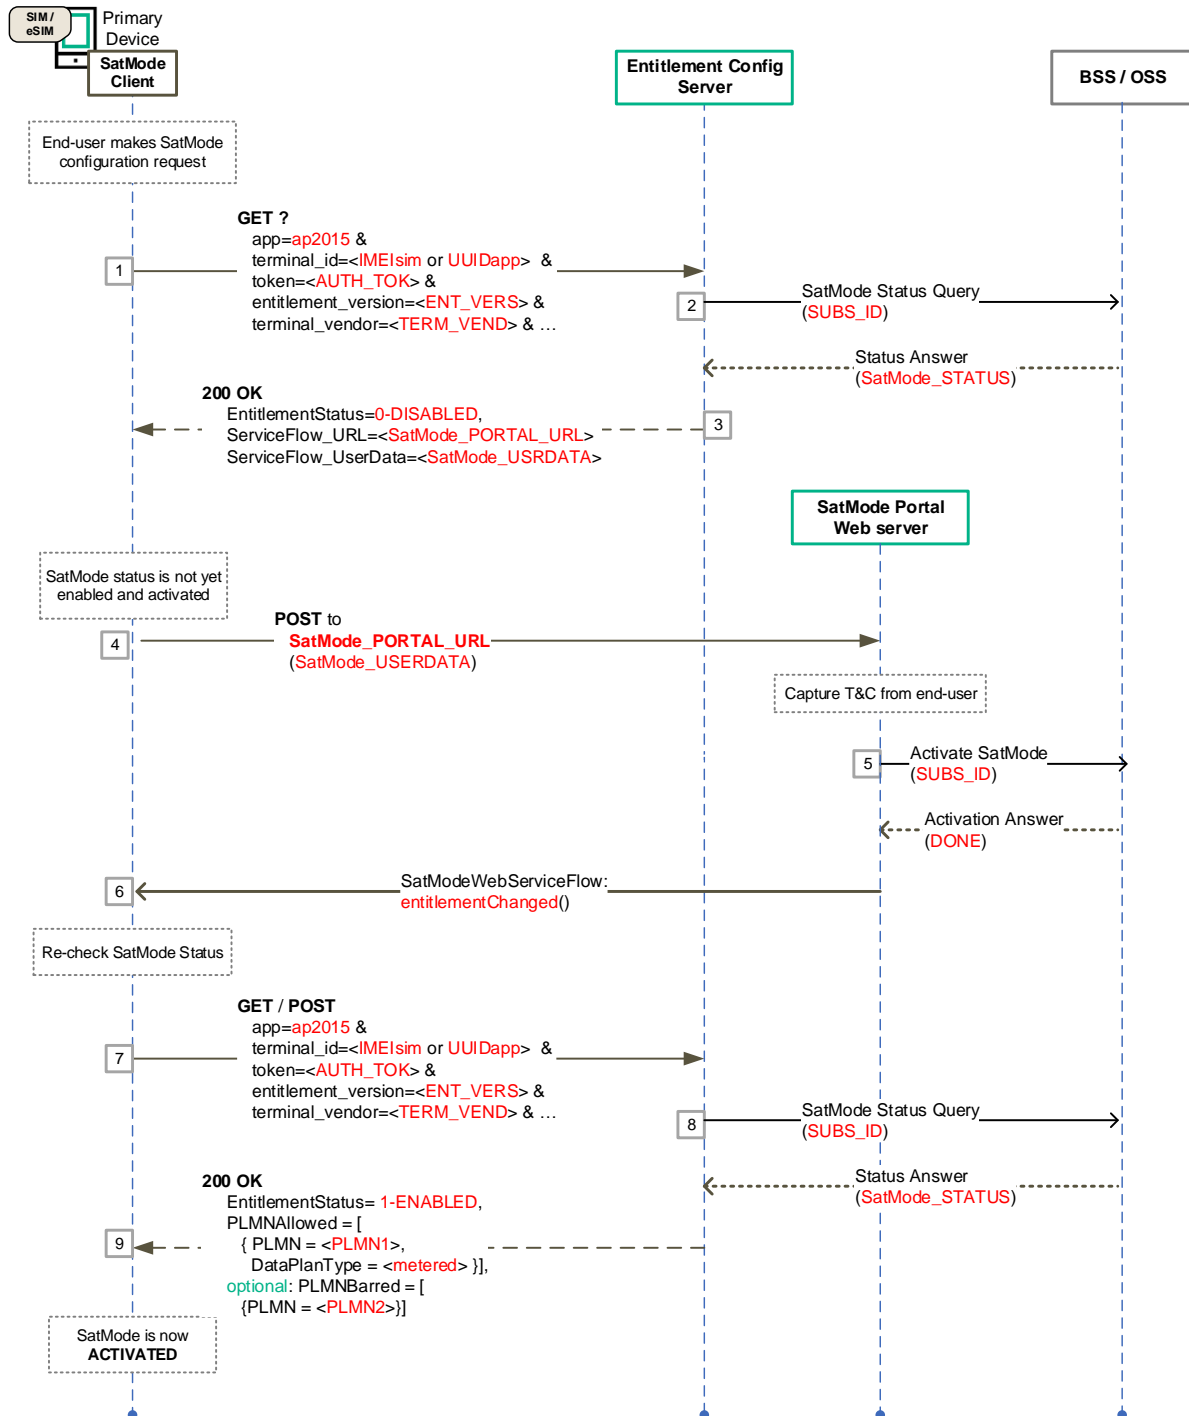 SIM /
eSIM
Primary
Device
SatMode
Client
Entitlement Config
Server
BSS / OSS
End-user makes SatMode
configuration request
GET ?
app=ap2015 &
terminal_id=<IMEIsim or UUIDapp> &
token=<AUTH_TOK> &
entitlement_version=<ENT_VERS> &
terminal_vendor=<TERM_VEND> & …
1
2
SatMode Status Query
(SUBS_ID)
Status Answer
(SatMode_STATUS)
200 OK
EntitlementStatus=0-DISABLED,
ServiceFlow_URL=<SatMode_PORTAL_URL>
ServiceFlow_UserData=<SatMode_USRDATA>
3
SatMode Portal
Web server
SatMode status is not yet
enabled and activated
4
POST to
SatMode_PORTAL_URL
(SatMode_USERDATA)
Capture T&C from end-user
5
Activate SatMode
(SUBS_ID)
Activation Answer
(DONE)
6
SatModeWebServiceFlow:
entitlementChanged()
Re-check SatMode Status
GET / POST
app=ap2015 &
terminal_id=<IMEIsim or UUIDapp> &
token=<AUTH_TOK> &
entitlement_version=<ENT_VERS> &
terminal_vendor=<TERM_VEND> & …
7
8
SatMode Status Query
(SUBS_ID)
Status Answer
(SatMode_STATUS)
200 OK
EntitlementStatus= 1-ENABLED,
PLMNAllowed = [
{ PLMN = <PLMN1>,
DataPlanType = <metered> }],
optional: PLMNBarred = [
{PLMN = <PLMN2>}]
9
SatMode is now
ACTIVATED